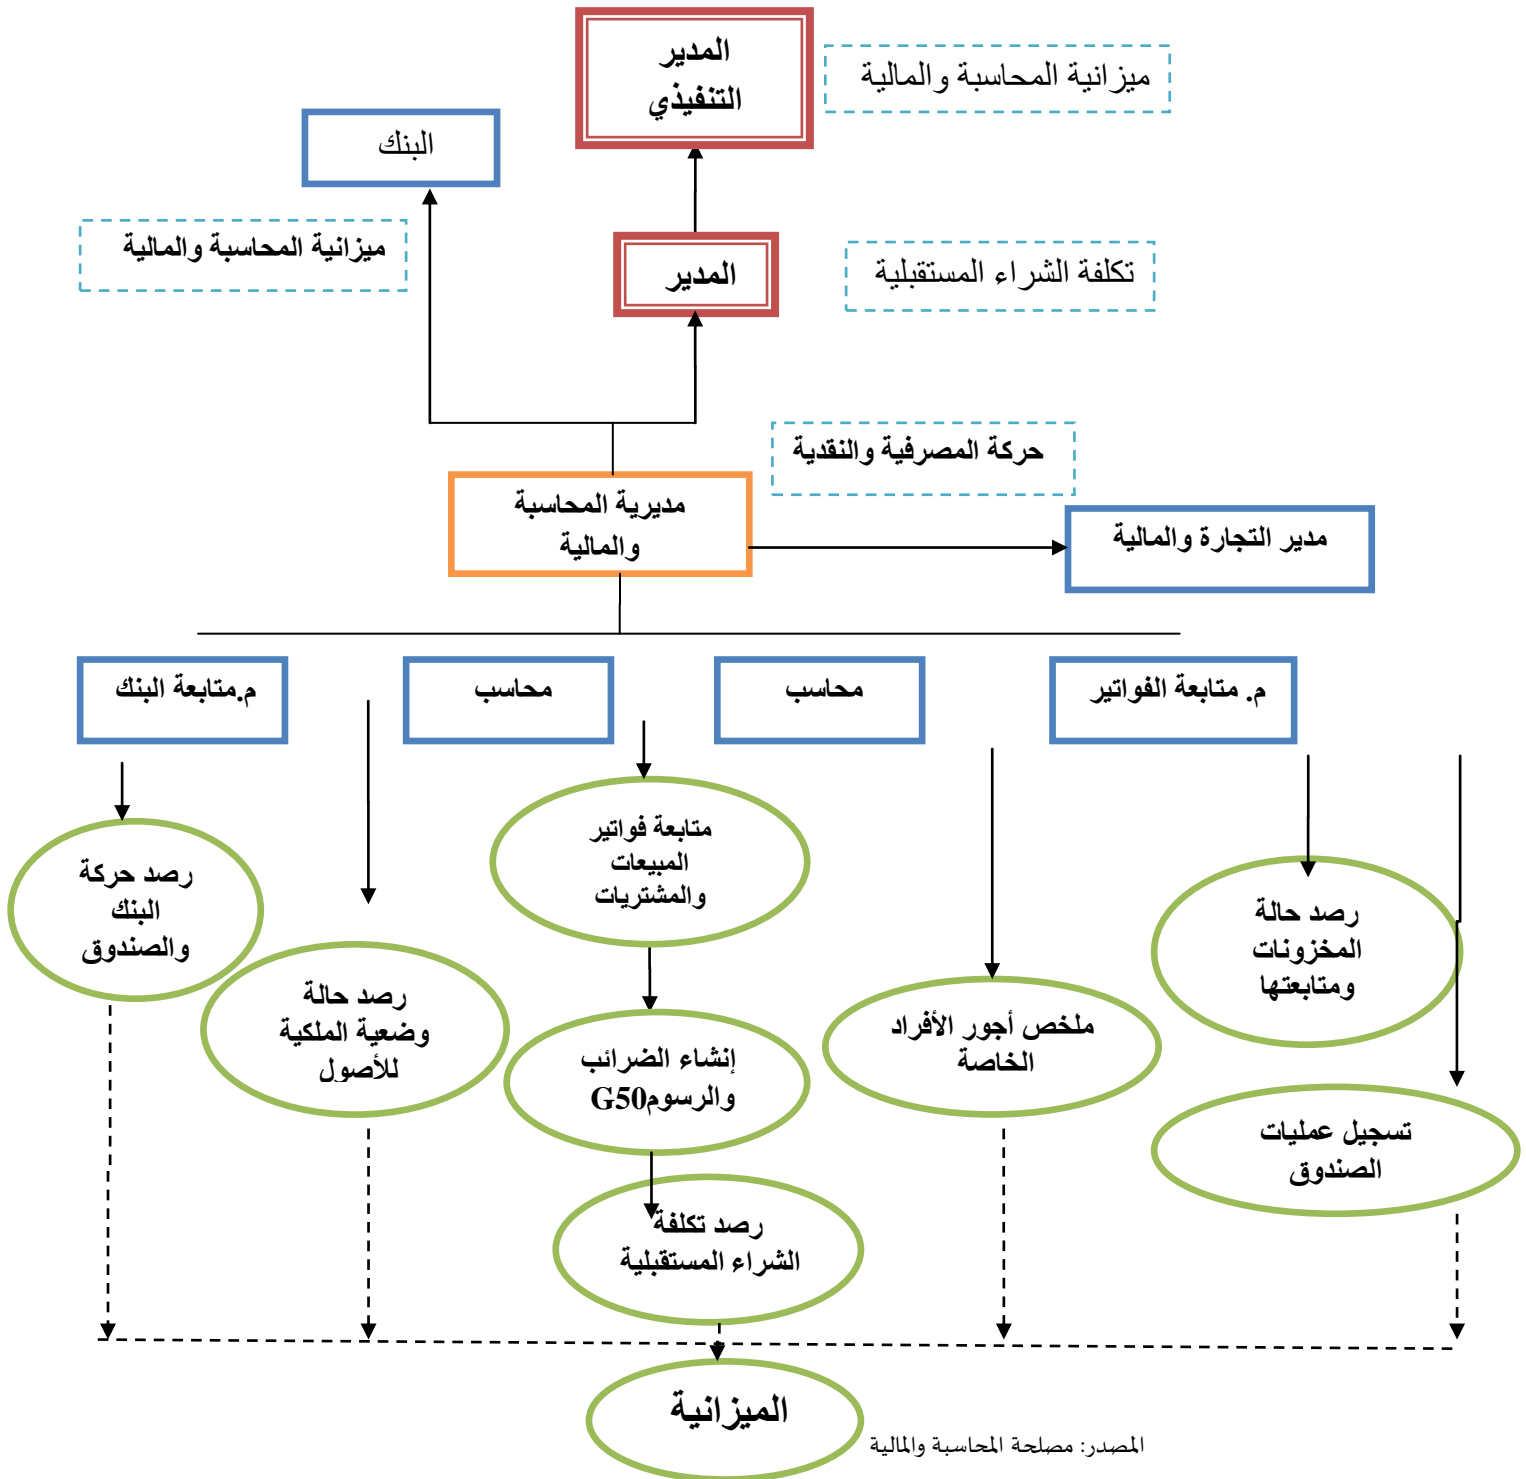 المدير
التنفيذي
ميزانية المحاسبة والمالية
البنك
ميزانية المحاسبة والمالية
المدير
تكلفة الشراء المستقبلية
حركة المصرفية والنقدية
مديرية المحاسبة
والمالية
مدير التجارة والمالية
م. متابعة الفواتير
محاسب
محاسب
م.متابعة البنك
متابعة فواتير
المبيعات
والمشتريات
رصد حركة
البنك
والصندوق
رصد حالة
المخزونات
ومتابعتها
رصد حالة
وضعية الملكية
للأصول
ملخص أجور الأفراد
الخاصة
إنشاء الضرائب
والرسومG50
تسجيل عمليات
الصندوق
رصد تكلفة
الشراء المستقبلية
الميزانية
المصدر: مصلحة المحاسبة والمالية